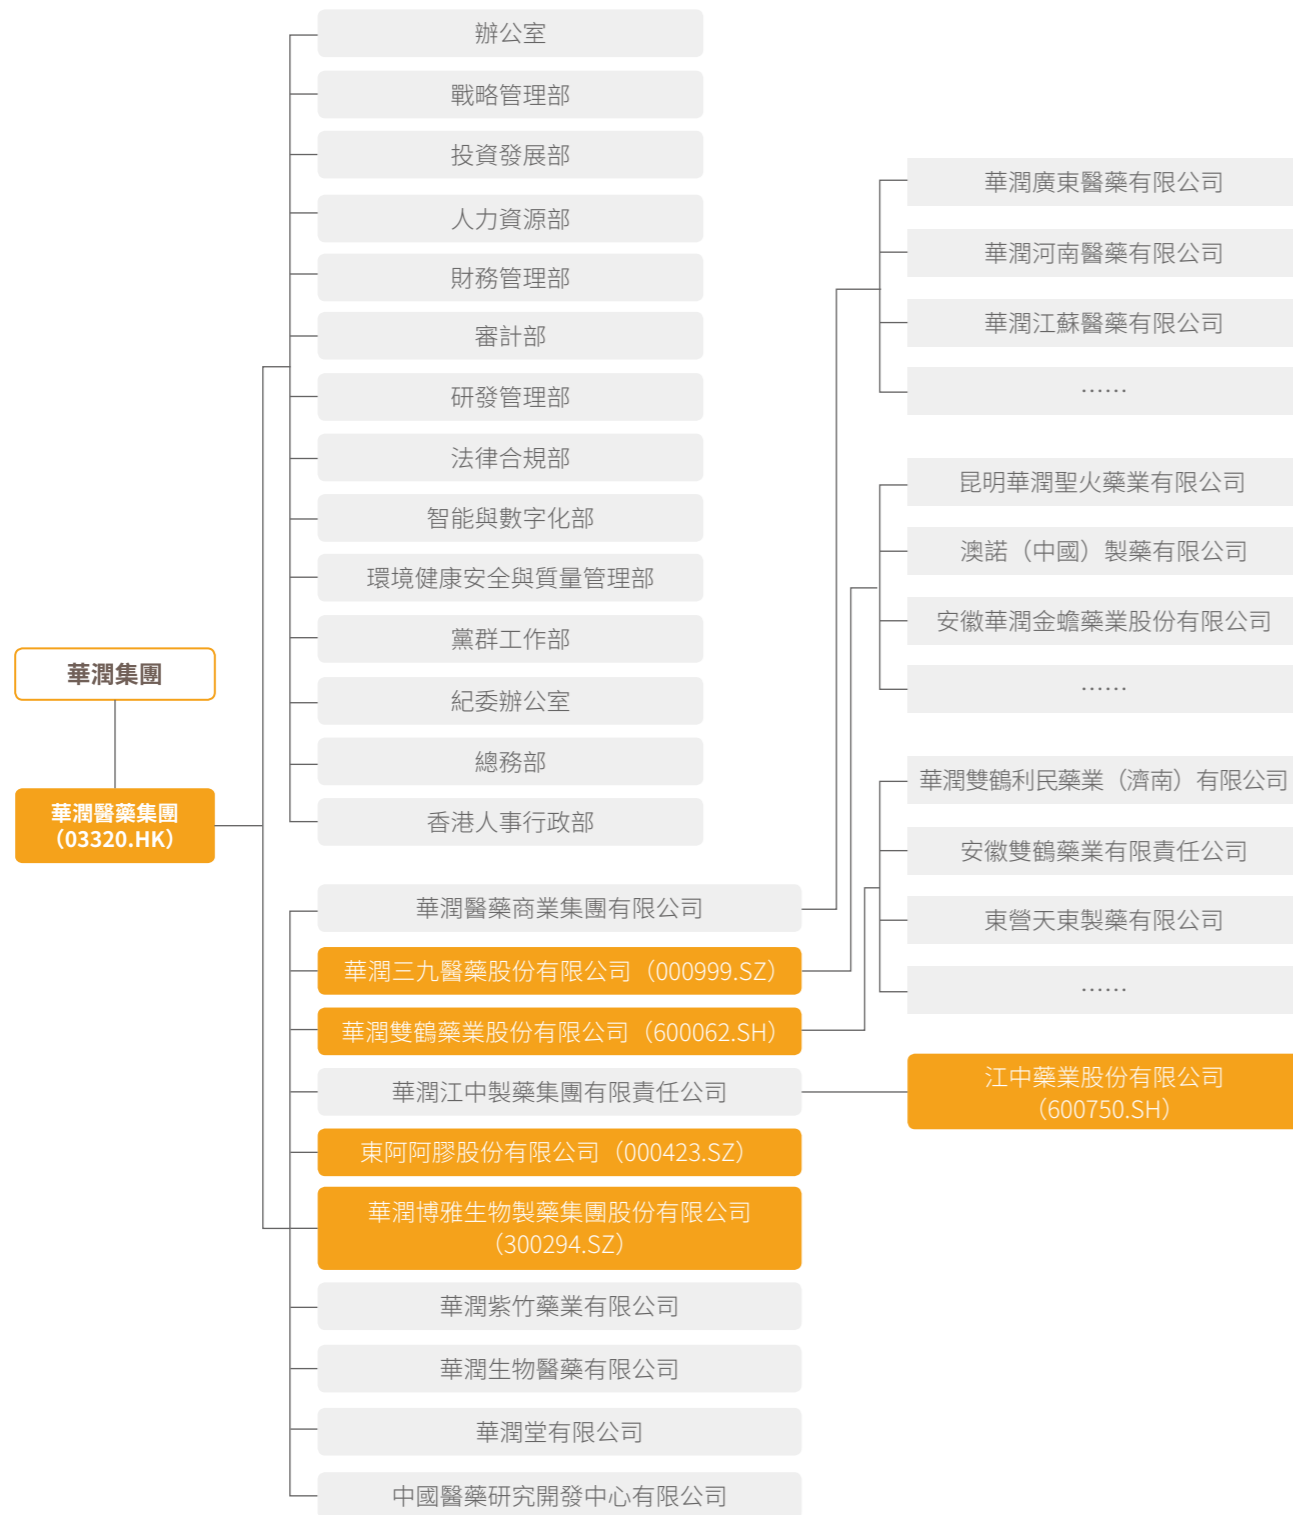 華潤集團
華潤醫藥集團
（03320.HK）
辦公室
戰略管理部
投資發展部
人力資源部
財務管理部
審計部
研發管理部
法律合規部
智能與數字化部
環境健康安全與質量管理部
黨群工作部
紀委辦公室
總務部
香港人事行政部
華潤醫藥商業集團有限公司
華潤三九醫藥股份有限公司（000999.SZ）
華潤雙鶴藥業股份有限公司（600062.SH）
華潤江中製藥集團有限責任公司
東阿阿膠股份有限公司（000423.SZ）
華潤博雅生物製藥集團股份有限公司
（300294.SZ）
華潤紫竹藥業有限公司
華潤生物醫藥有限公司
華潤堂有限公司
中國醫藥研究開發中心有限公司
華潤廣東醫藥有限公司
華潤河南醫藥有限公司
華潤江蘇醫藥有限公司
……
昆明華潤聖火藥業有限公司
澳諾（中國）製藥有限公司
安徽華潤金蟾藥業股份有限公司
……
華潤雙鶴利民藥業（濟南）有限公司
安徽雙鶴藥業有限責任公司
東營天東製藥有限公司
……
江中藥業股份有限公司
（600750.SH）